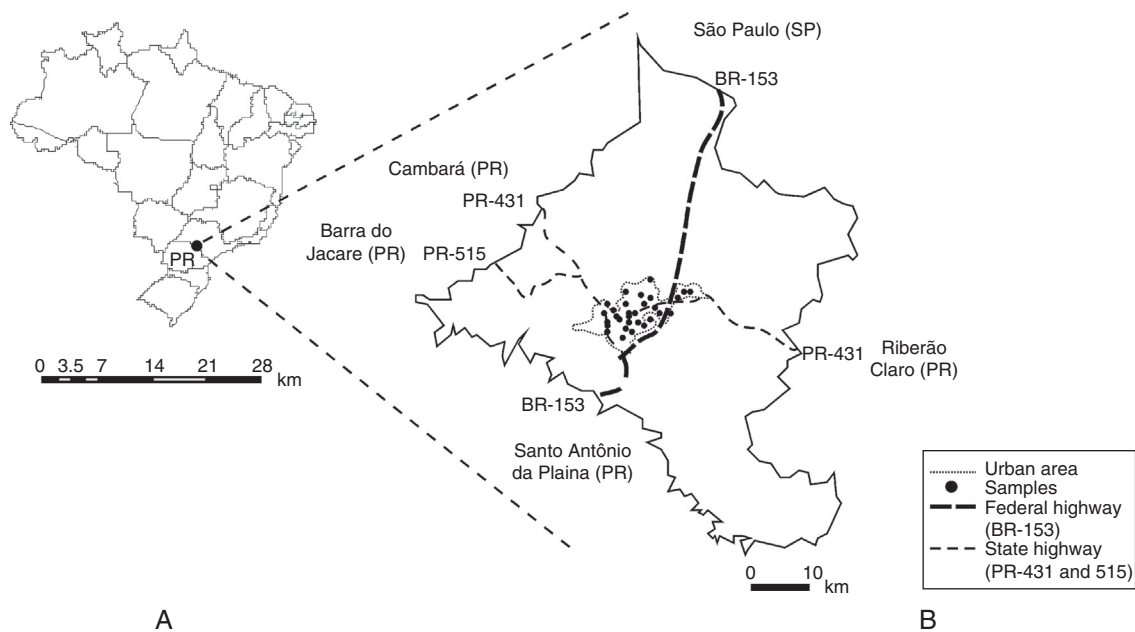 São Paulo (SP)
BR-153
Cambará (PR)
PR-431
Barra do
Jacare (PR)
PR-515
PR
0 3.5 7 14 21 28
km
PR-431
Riberão
Claro (PR)
BR-153
Santo Antônio
da Plaina (PR)
Urban area
Samples
Federal highway
(BR-153)
State highway
(PR-431 and 515)
0 10
km
A
B